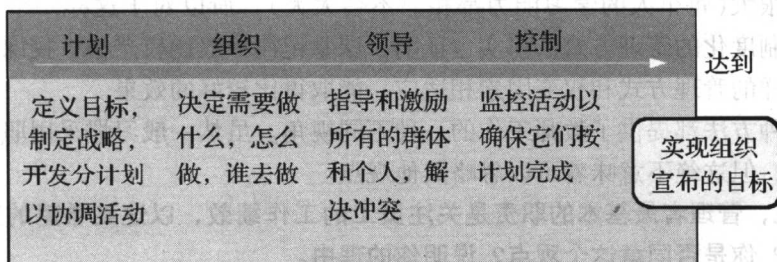 计划 组织 领导 控制
达到
定义目标， 决定需要做 指导和激励 监控活动以
制定战略， 什么，怎么 所有的群体 确保它们按
开发分计划 做，谁去做 和个人，解 计划完成
以协调活动 决冲突
实现组织
宣布的目标